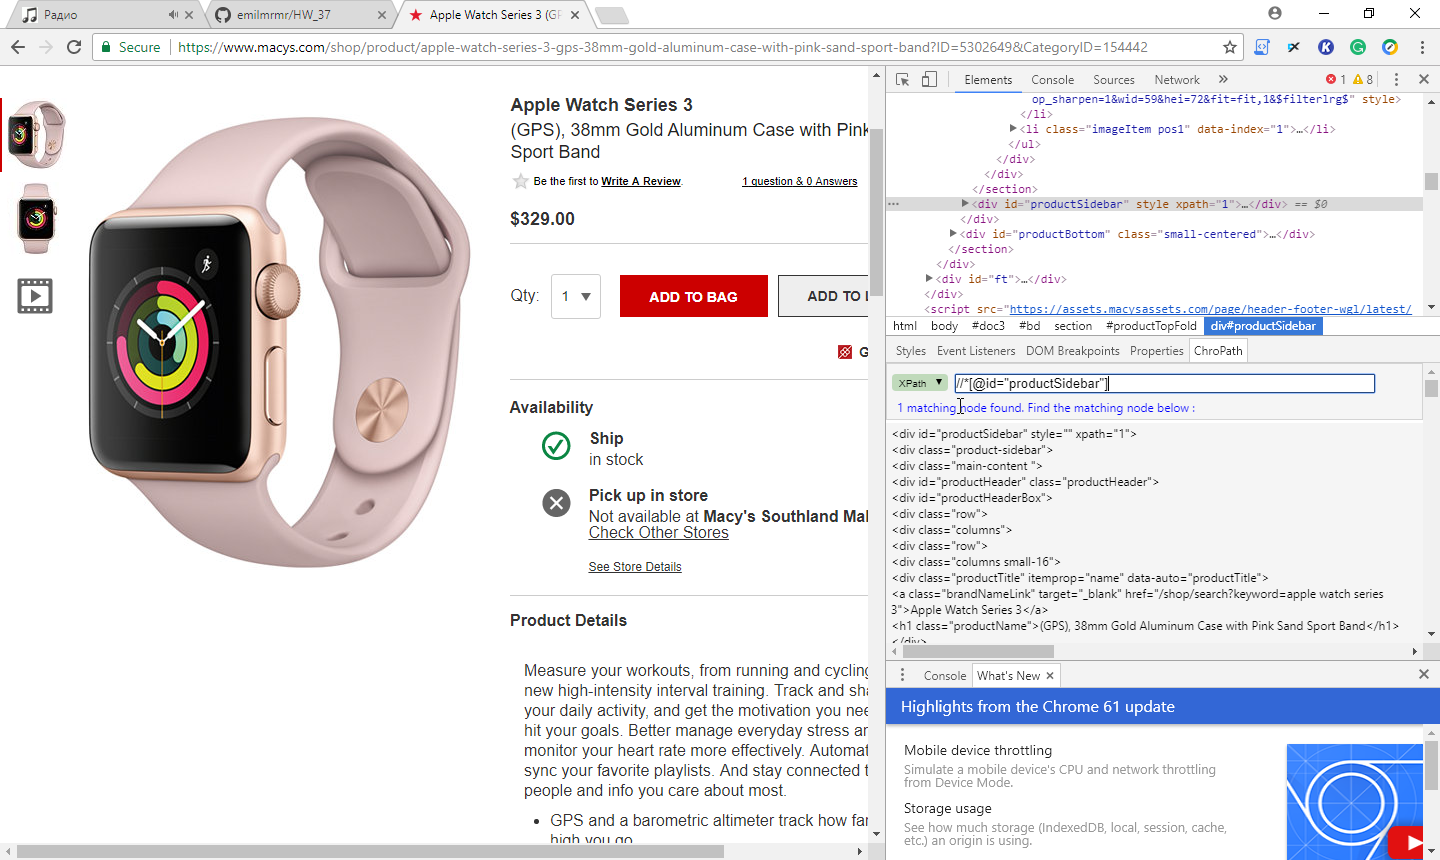 Радио
emilmrmr/HW_37
Apple Watch Series 3 (GP
Secure
https://www.macys.com/shop/product/apple-watch-series-3-gps-38mm-gold-aluminum-case-with-pink-sand-sport-band?ID=5302649&CategoryID=154442
Apple Watch Series 3
(GPS), 38mm Gold Aluminum Case with Pink
Sport Band
Be the first to Write A Review.
1 question & 0 Answers
$329.00
Qty:
1
ADD TO BAG
ADD TO L
G
Availability
Ship
in stock
Pick up in store
Not available at Macy's Southland Mal
Check Other Stores
See Store Details
Product Details
Measure your workouts, from running and cycling
new high-intensity interval training. Track and sha
your daily activity, and get the motivation you nee
hit your goals. Better manage everyday stress an
monitor your heart rate more effectively. Automat
sync your favorite playlists. And stay connected t
people and info you care about most.
• GPS and a barometric altimeter track how far
high you go
Elements
Console
Sources
Network
»
1
8
op_sharpen=1&wid=59&hei=72&fit=fit,1&$filterlrg$" style>
</li>
<li class="imageItem pos1" data-index="1">…</li>
</ul>
</div>
</div>
</section>
<div id="productSidebar" style xpath="1">…</div> == $0
</div>
<div id="productBottom" class="small-centered">…</div>
</section>
</div>
<div id="ft">…</div>
</div>
<script src="https://assets.macysassets.com/page/header-footer-wgl/latest/
html
body
#doc3
#bd
section
#productTopFold
div#productSidebar
Styles
Event Listeners
DOM Breakpoints
Properties
ChroPath
XPath ▼
//*[@id="productSidebar"]
1 matching node found. Find the matching node below :
<div id="productSidebar" style="" xpath="1">
<div class="product-sidebar">
<div class="main-content ">
<div id="productHeader" class="productHeader">
<div id="productHeaderBox">
<div class="row">
<div class="columns">
<div class="row">
<div class="columns small-16">
<div class="productTitle" itemprop="name" data-auto="productTitle">
<a class="brandNameLink" target="_blank" href="/shop/search?keyword=apple watch series
3">Apple Watch Series 3</a>
<h1 class="productName">(GPS), 38mm Gold Aluminum Case with Pink Sand Sport Band</h1>
</div>
Console
What's New
Highlights from the Chrome 61 update
Mobile device throttling
Simulate a mobile device's CPU and network throttling
from Device Mode.
Storage usage
See how much storage (IndexedDB, local, session, cache,
etc.) an origin is using.